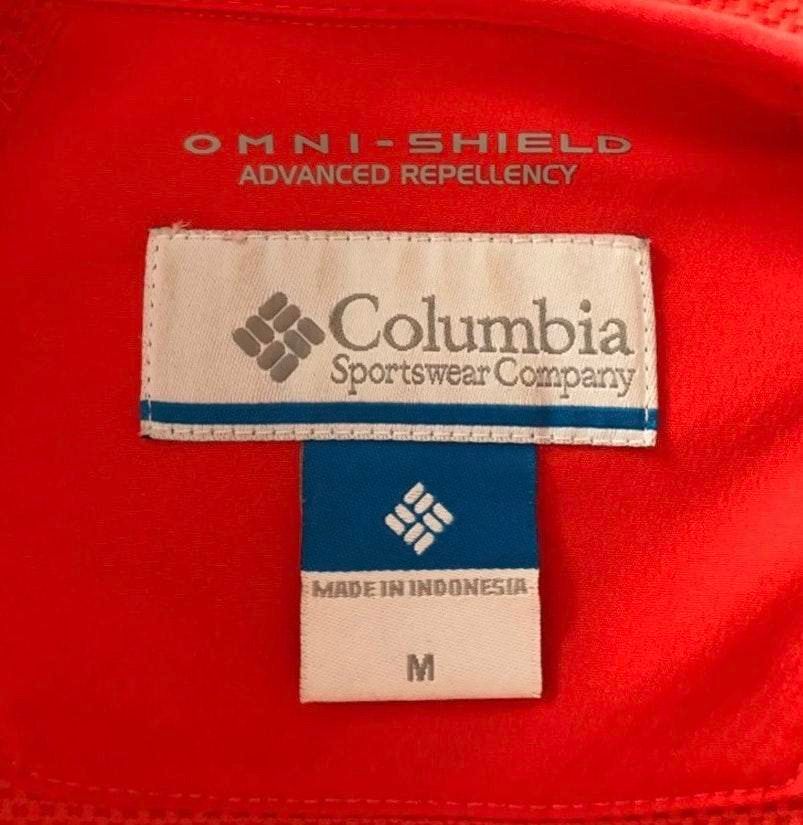 OMNI-SHIELD
ADVANCED REPELLENCY
Columbia
Sportswear Company
MADE IN INDONESIA
M